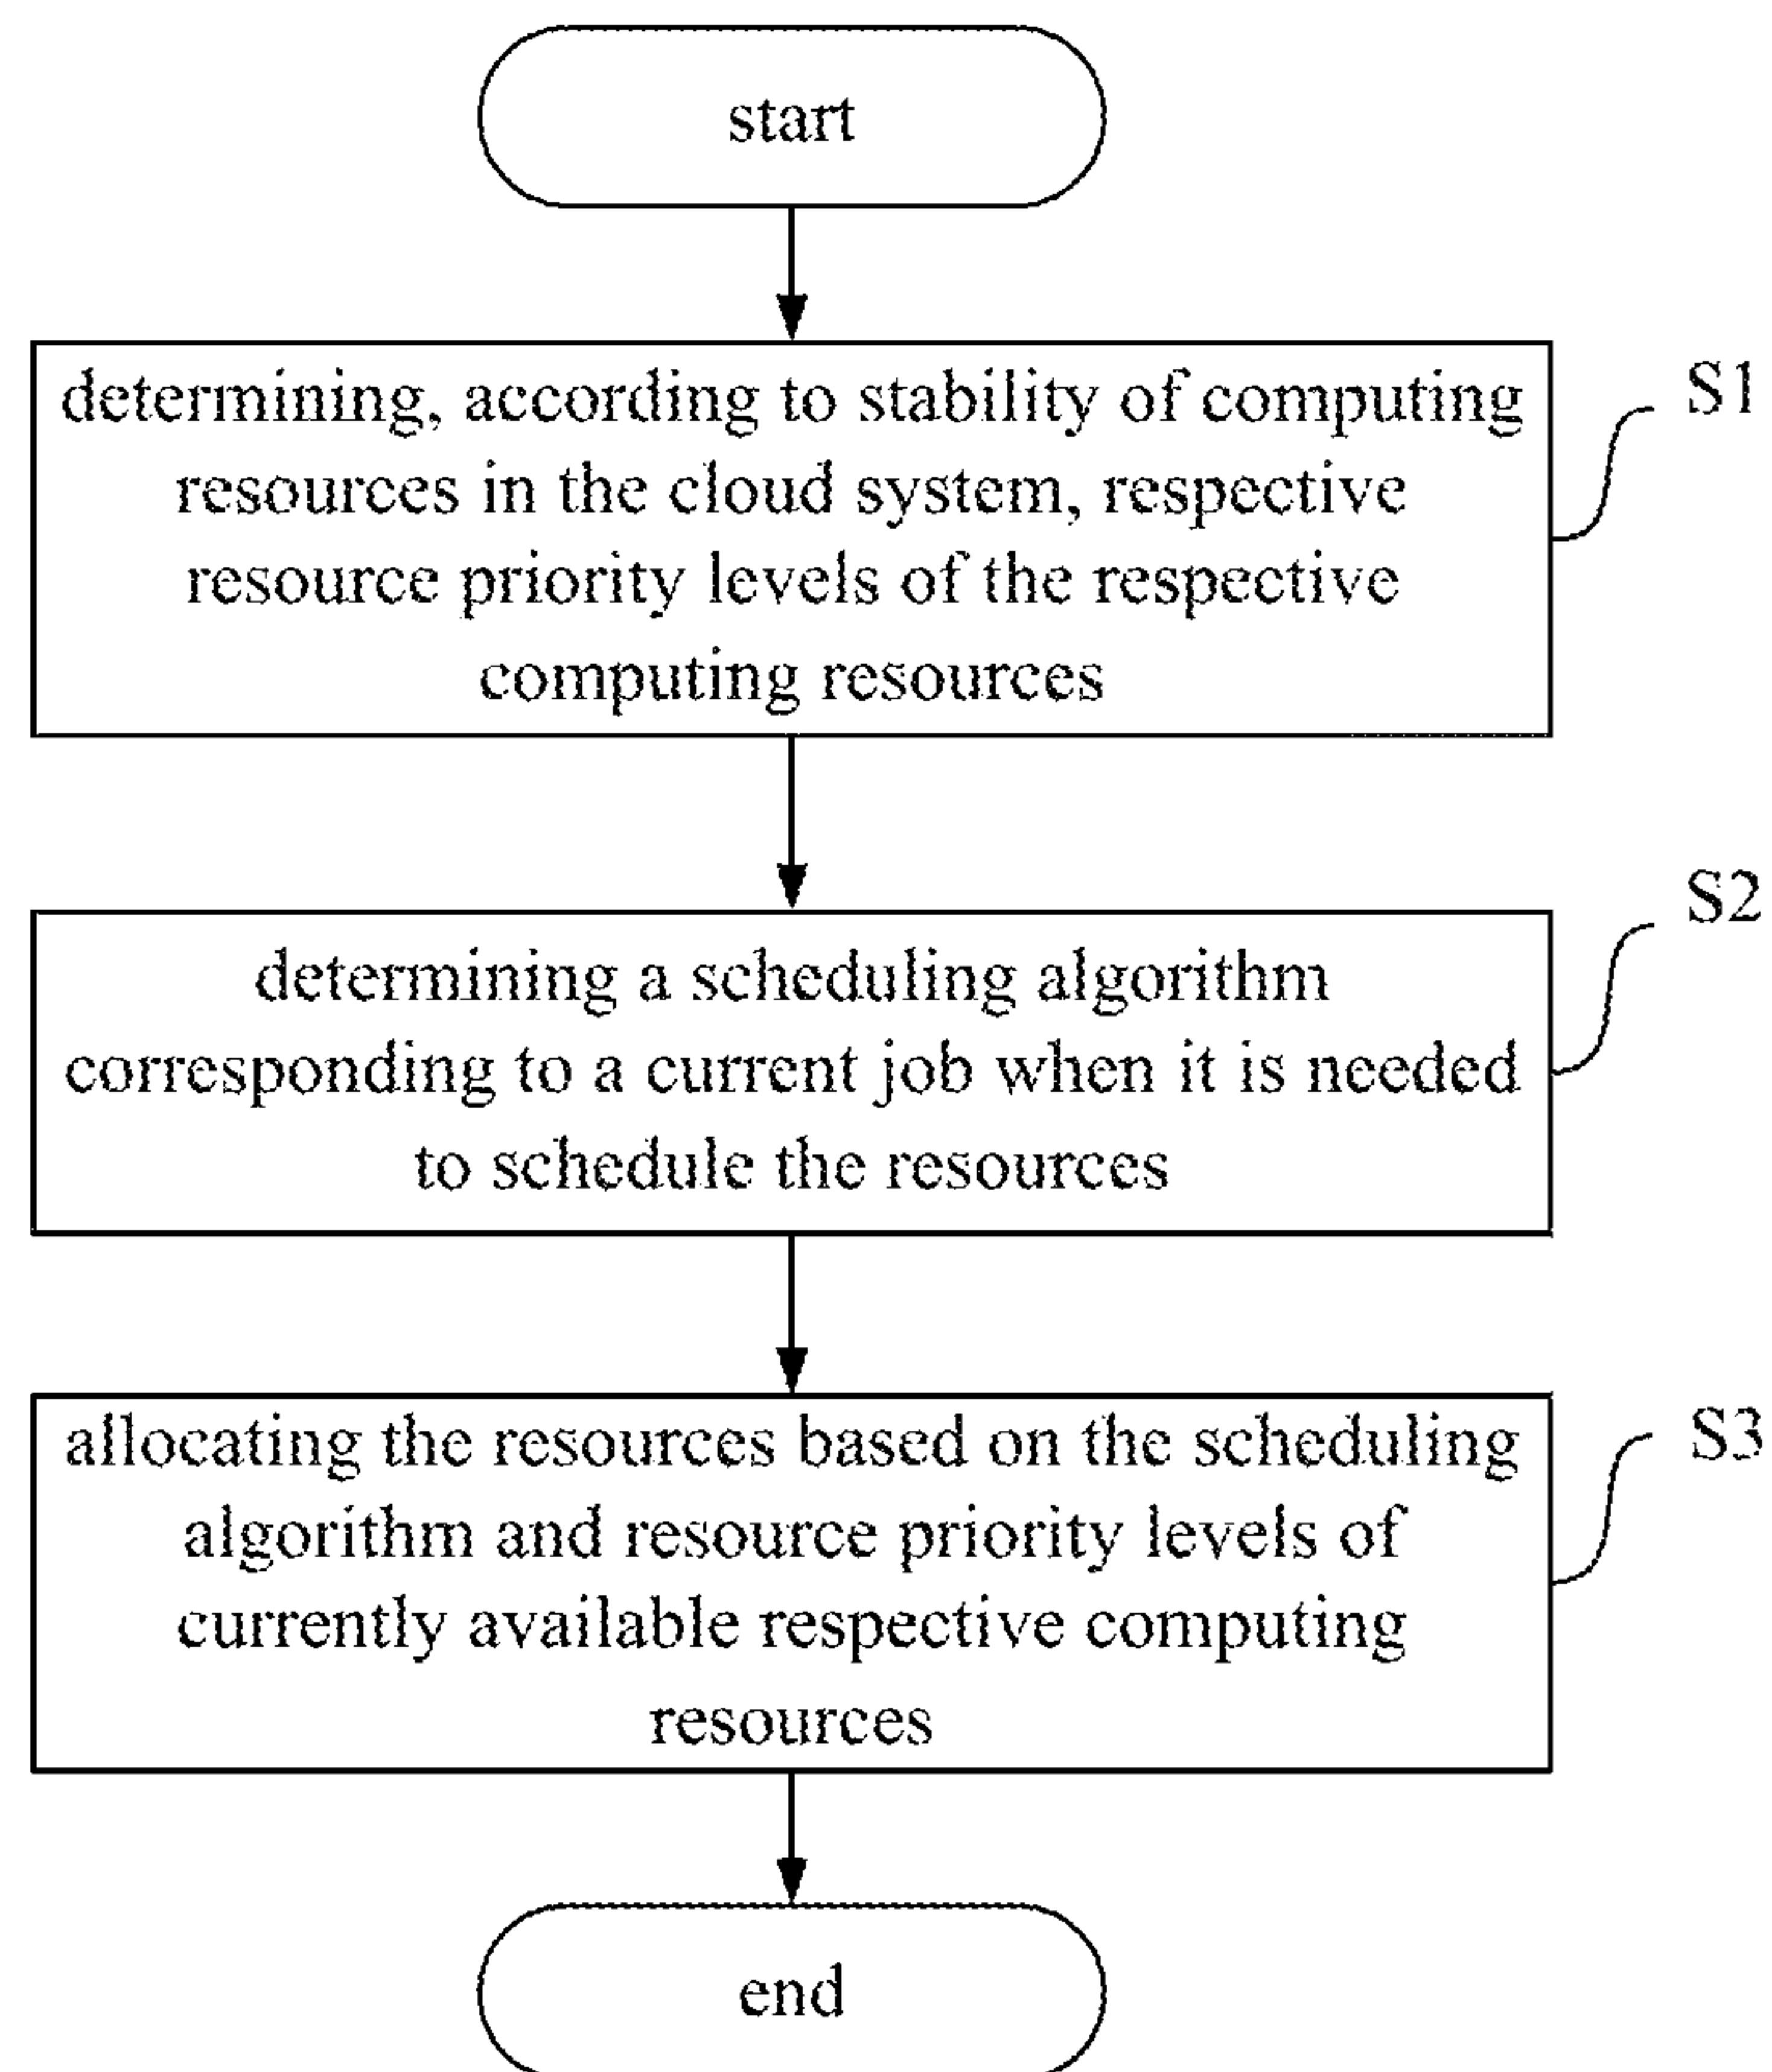 start
determining, according to stability of computing
resources in the cloud system, respective
resource priority levels of the respective
computing resources
S1
determining a scheduling algorithm
corresponding to a current job when it is needed
to schedule the resources
S2
allocating the resources based on the scheduling
algorithm and resource priority levels of
currently available respective computing
resources
S3
end